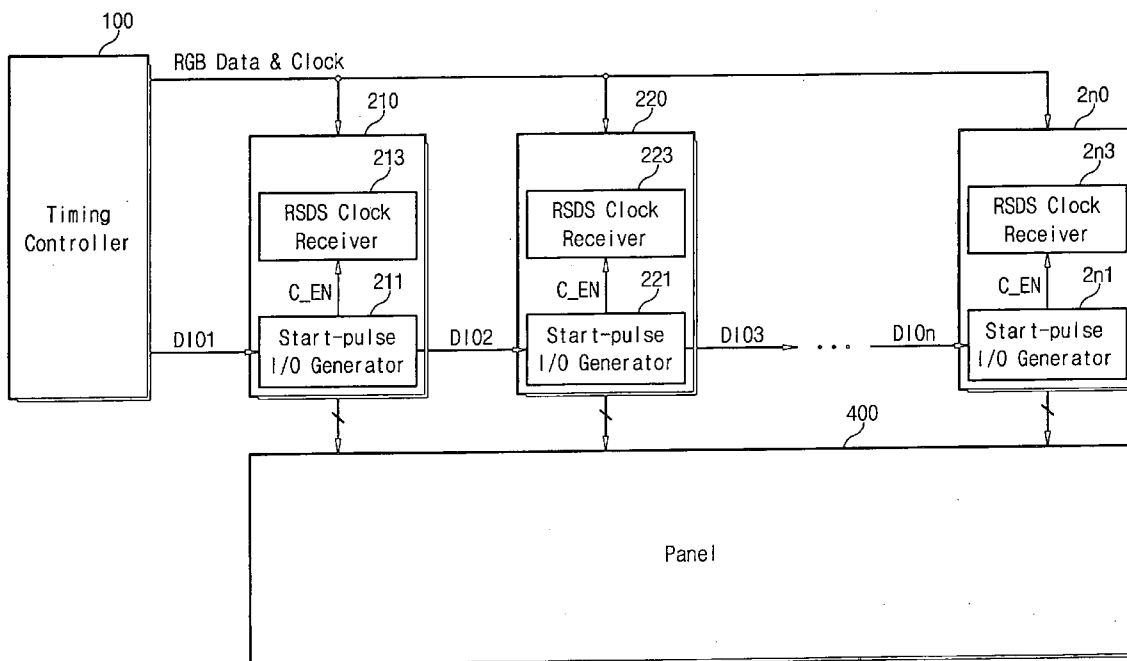 100
RGB Data & Clock
210
220
2n0
213
223
2n3
Timing
Controller
RSDS Clock
Receiver
RSDS Clock
Receiver
RSDS Clock
Receiver
C_EN
211
C_EN
221
C_EN
2n1
DIO1
Start-pulse
I/O Generator
DIO2
Start-pulse
I/O Generator
DIO3
...
DIOn
Start-pulse
I/O Generator
400
Panel